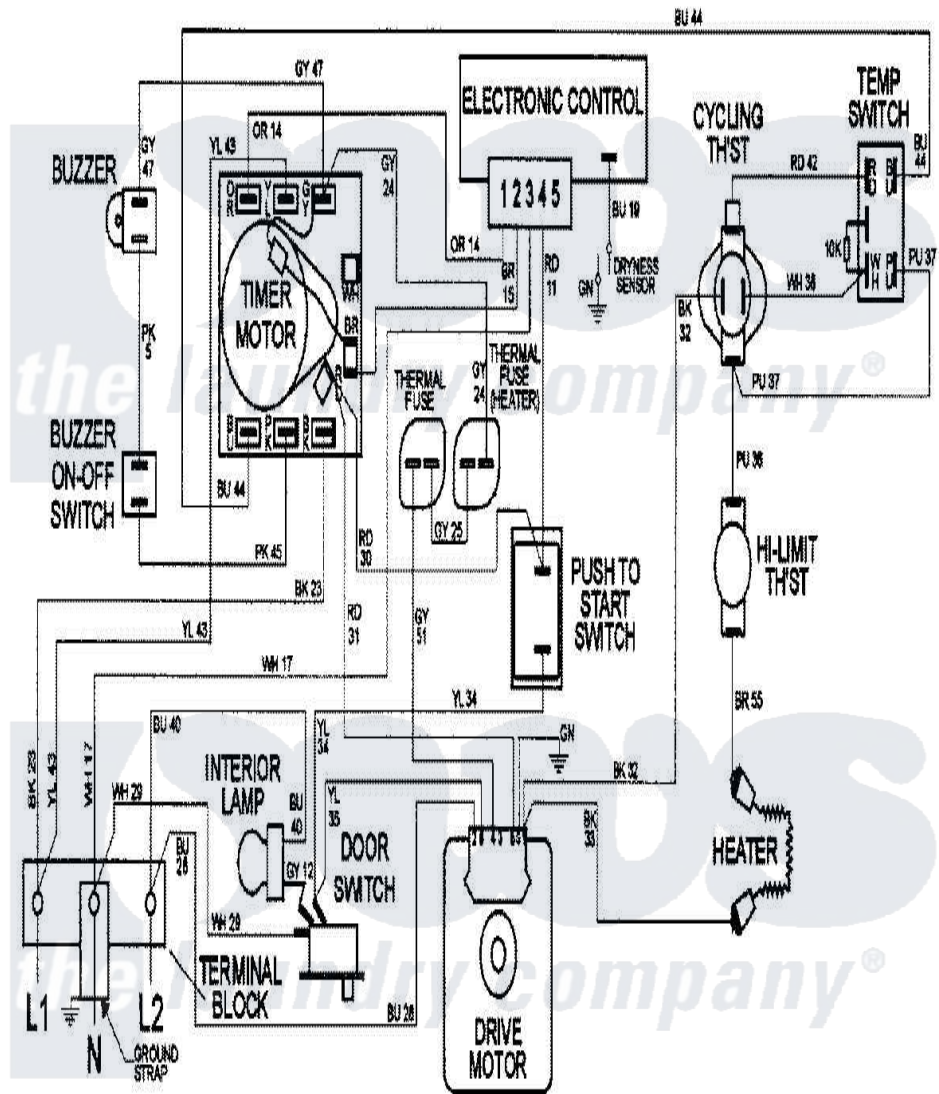 BU 44
GY 47
ELECTRONIC CONTROL
TEMP
SWITCH
CYCLING
TH'ST
OR 14
YL 43
GY
47
GY
24
BU
44
BUZZER
RD 42
O
R
Y
L
G
Y
1 2 3 4 5
R
D
B
U
BU 19
OR 14
10K
W
H
P
U
PU 37
BR
15
RD
11
DRYNESS
SENSOR
GN
TIMER
MOTOR
WH
BR
WH 36
BK
32
PK
5
the laundry company®
THERMAL
FUSE
GY
24
THERMAL
FUSE
(HEATER)
PU 37
R
D
BUZZER
ON-OFF
SWITCH
B
U
P
K
B
K
PU 36
BU 44
GY 25
RD
30
PK 45
HI-LIMIT
TH'ST
PUSH TO
START
SWITCH
BK 23
RD
31
GY
51
YL 43
WH 17
YL 34
BR 55
BU 40
YL
34
GN
BK 23
YL 43
WH 17
INTERIOR
LAMP
BK 32
WH 29
BU
40
YL
35
BU
26
DOOR
SWITCH
BK
33
HEATER
GY 12
WH 29
the laundry company®
TERMINAL
BLOCK
BU 26
L1
N
L2
GROUND
STRAP
DRIVE
MOTOR